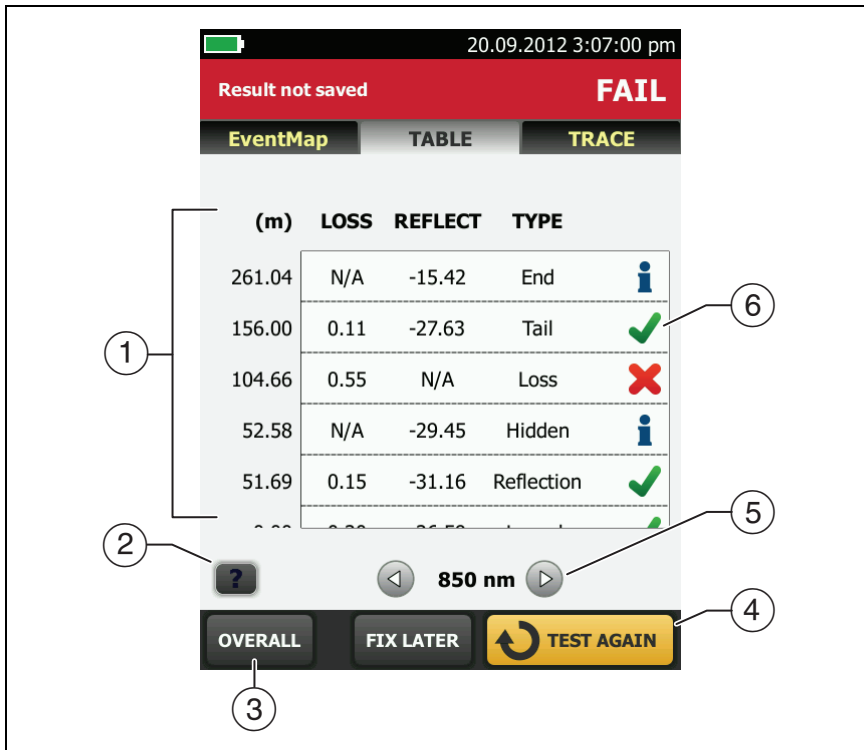 20.09.2012 3:07:00 pm
Result not saved FAIL
EventMap TABLE TRACE
(m) LOSS REFLECT TYPE
261.04 N/A -15.42 End
156.00 0.11 -27.63 Tail
104.66 0.55 N/A Loss
52.58 N/A -29.45 Hidden
51.69 0.15 -31.16 Reflection
? 850 nm
OVERALL FIX LATER TEST AGAIN
1
2
3
4
5
6